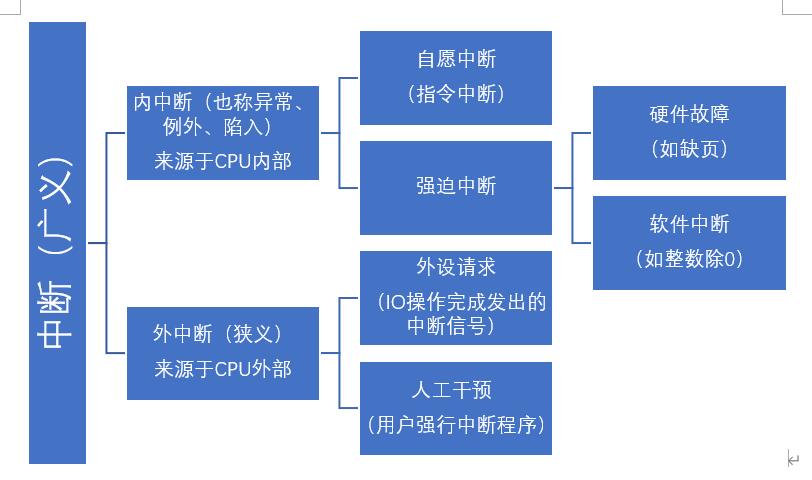 中断（广义）
内中断（也称异常、
例外、陷入）
来源于CPU内部
自愿中断
（指令中断）
强迫中断
硬件故障
（如缺页）
软件中断
（如整数除0）
外中断（狭义）
来源于CPU外部
外设请求
（IO操作完成发出的
中断信号）
人工干预
（用户强行中断程序）